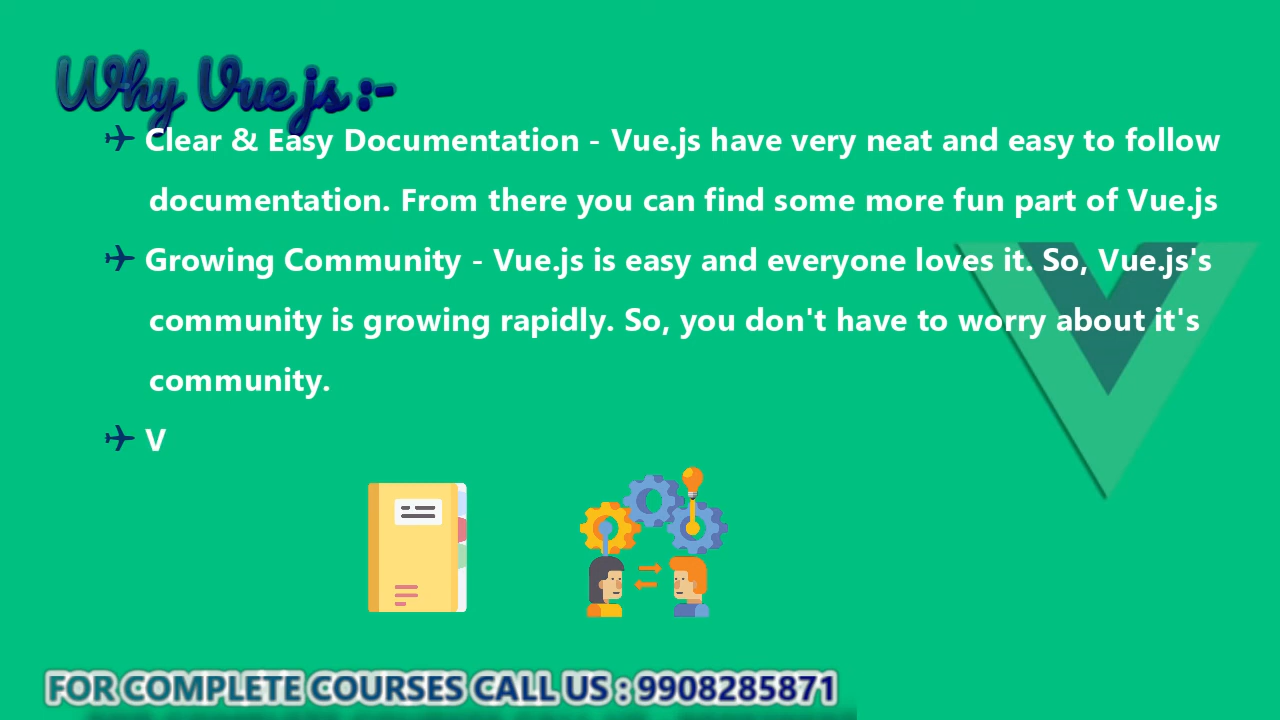 Why Vue js :-
Clear & Easy Documentation - Vue.js have very neat and easy to follow
documentation. From there you can find some more fun part of Vue.js
Growing Community - Vue.js is easy and everyone loves it. So, Vue.js's
community is growing rapidly. So, you don't have to worry about it's
community.
V
FOR COMPLETE COURSES CALL US : 9908285871